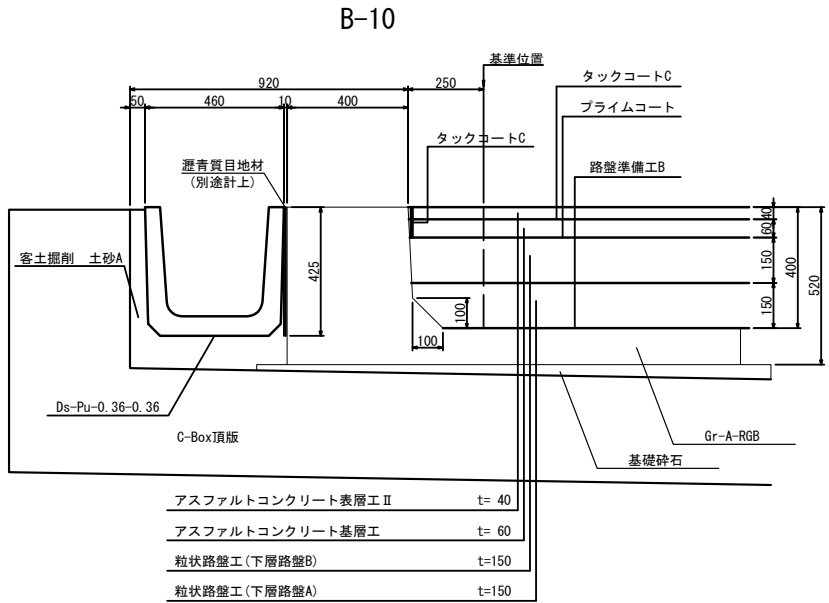 B-10
基準位置
920
250
タックコートC
50
460
10
400
プライムコート
タックコートC
瀝青質目地材
(別途計上)
路盤準備工B
40
60
客土掘削 土砂A
425
150
400
520
100
150
100
Ds-Pu-0.36-0.36
C-Box頂版
Gr-A-RGB
基礎砕石
アスファルトコンクリート表層工Ⅱ t= 40
アスファルトコンクリート基層工 t= 60
粒状路盤工(下層路盤B) t=150
粒状路盤工(下層路盤A) t=150